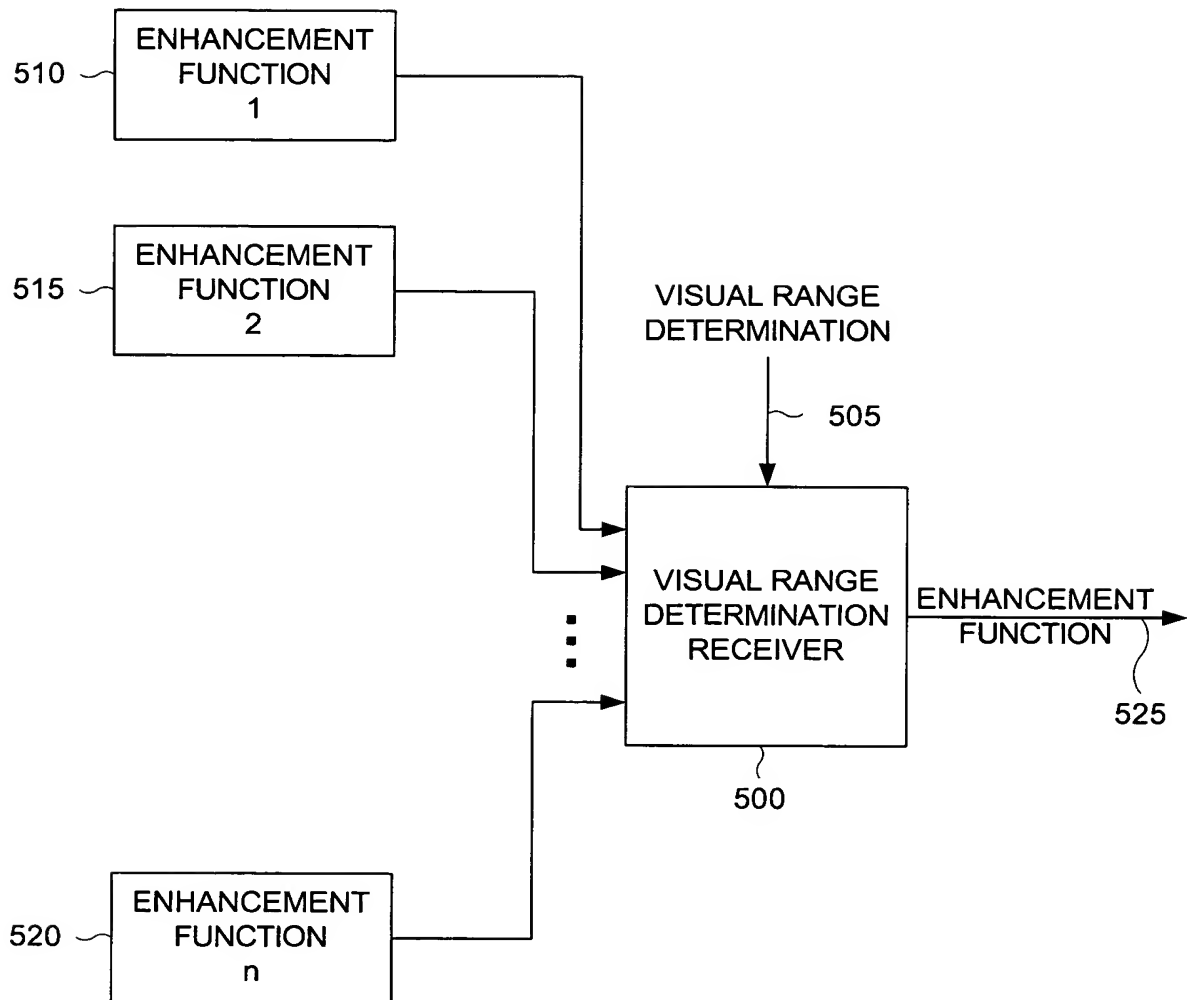 ENHANCEMENT
FUNCTION
1
510
ENHANCEMENT
FUNCTION
2
515
VISUAL RANGE
DETERMINATION
505
VISUAL RANGE
DETERMINATION
RECEIVER
500
ENHANCEMENT
FUNCTION
525
ENHANCEMENT
FUNCTION
n
520